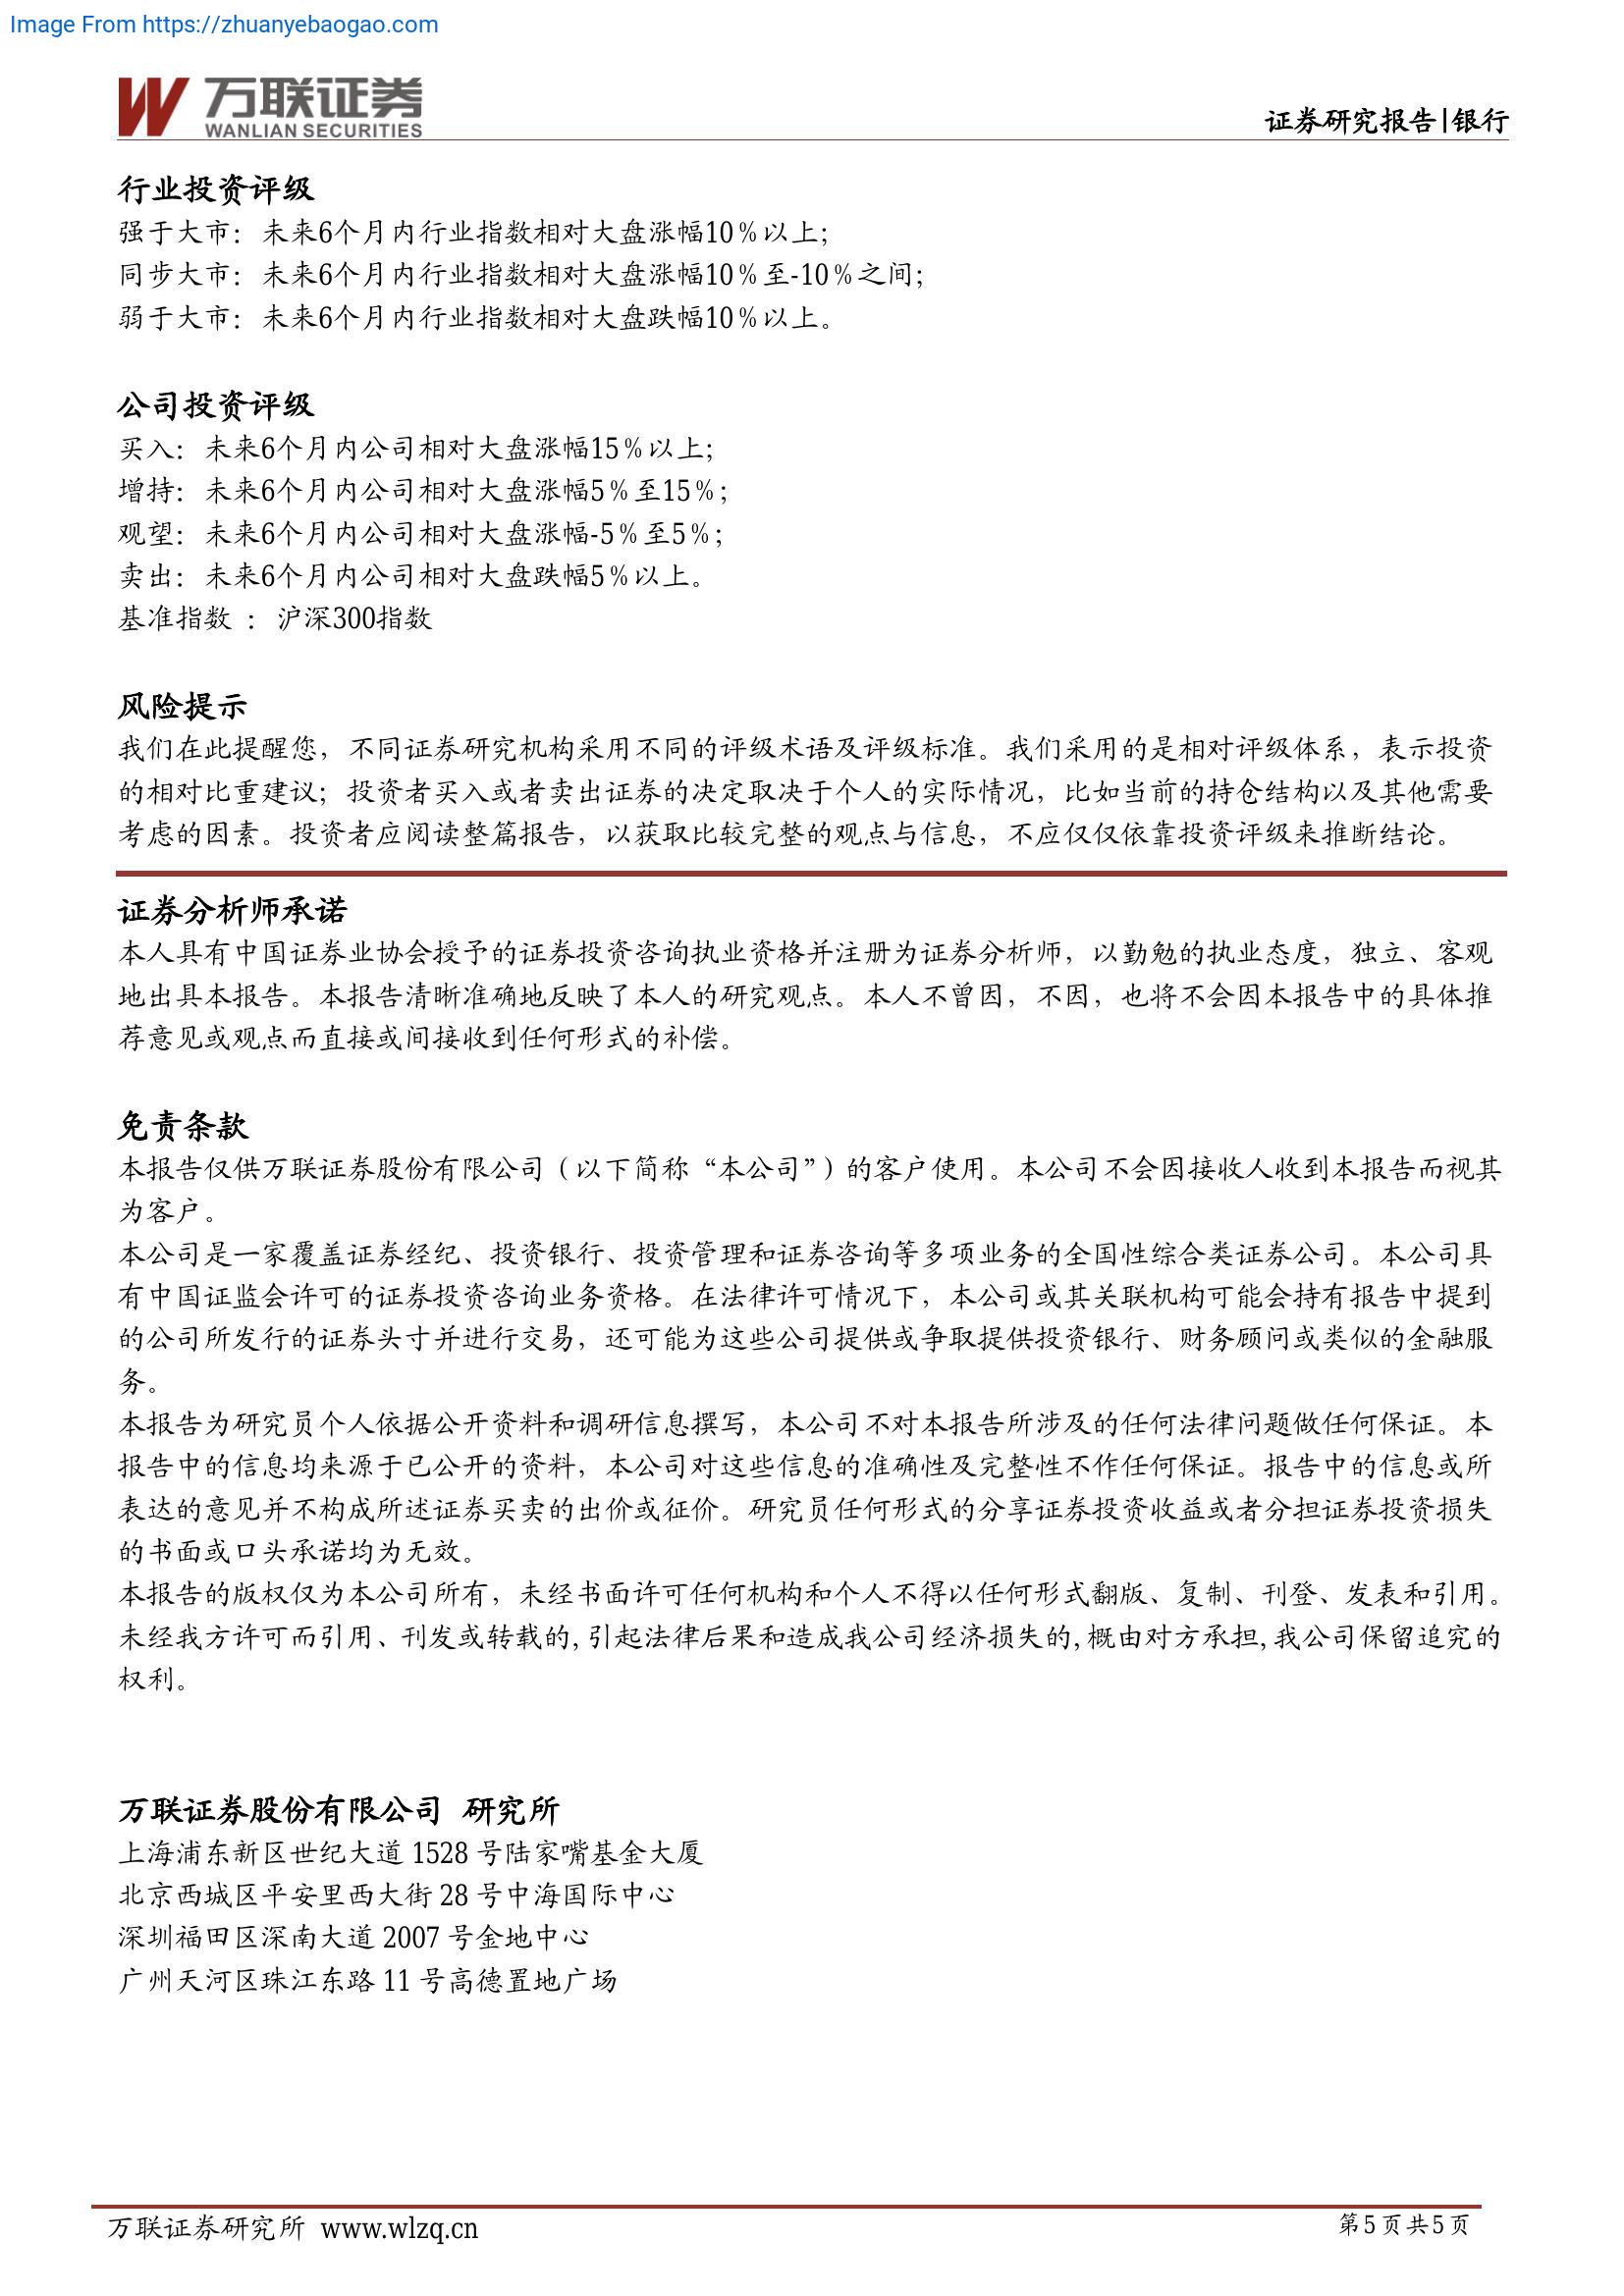 Image From https://zhuanyebaogao.com
万联证券
WANLIAN SECURITIES
证券研究报告|银行
行业投资评级
强于大市：未来6个月内行业指数相对大盘涨幅10％以上；
同步大市：未来6个月内行业指数相对大盘涨幅10％至-10％之间；
弱于大市：未来6个月内行业指数相对大盘跌幅10％以上。
公司投资评级
买入：未来6个月内公司相对大盘涨幅15％以上；
增持：未来6个月内公司相对大盘涨幅5％至15％；
观望：未来6个月内公司相对大盘涨幅-5％至5％；
卖出：未来6个月内公司相对大盘跌幅5％以上。
基准指数 ： 沪深300指数
风险提示
我们在此提醒您，不同证券研究机构采用不同的评级术语及评级标准。我们采用的是相对评级体系，表示投资
的相对比重建议；投资者买入或者卖出证券的决定取决于个人的实际情况，比如当前的持仓结构以及其他需要
考虑的因素。投资者应阅读整篇报告，以获取比较完整的观点与信息，不应仅仅依靠投资评级来推断结论。
证券分析师承诺
本人具有中国证券业协会授予的证券投资咨询执业资格并注册为证券分析师，以勤勉的执业态度，独立、客观
地出具本报告。本报告清晰准确地反映了本人的研究观点。本人不曾因，不因，也将不会因本报告中的具体推
荐意见或观点而直接或间接收到任何形式的补偿。
免责条款
本报告仅供万联证券股份有限公司（以下简称“本公司”）的客户使用。本公司不会因接收人收到本报告而视其
为客户。
本公司是一家覆盖证券经纪、投资银行、投资管理和证券咨询等多项业务的全国性综合类证券公司。本公司具
有中国证监会许可的证券投资咨询业务资格。在法律许可情况下，本公司或其关联机构可能会持有报告中提到
的公司所发行的证券头寸并进行交易，还可能为这些公司提供或争取提供投资银行、财务顾问或类似的金融服
务。
本报告为研究员个人依据公开资料和调研信息撰写，本公司不对本报告所涉及的任何法律问题做任何保证。本
报告中的信息均来源于已公开的资料，本公司对这些信息的准确性及完整性不作任何保证。报告中的信息或所
表达的意见并不构成所述证券买卖的出价或征价。研究员任何形式的分享证券投资收益或者分担证券投资损失
的书面或口头承诺均为无效。
本报告的版权仅为本公司所有，未经书面许可任何机构和个人不得以任何形式翻版、复制、刊登、发表和引用。
未经我方许可而引用、刊发或转载的,引起法律后果和造成我公司经济损失的,概由对方承担,我公司保留追究的
权利。
万联证券股份有限公司 研究所
上海浦东新区世纪大道 1528 号陆家嘴基金大厦
北京西城区平安里西大街 28 号中海国际中心
深圳福田区深南大道 2007 号金地中心
广州天河区珠江东路 11 号高德置地广场
万联证券研究所 www.wlzq.cn
第 5 页 共 5 页